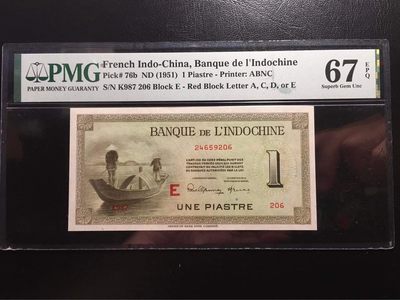 PMG
PAPER MONEY GUARANTY
French Indo-China, Banque de l'Indochine
Pick# 76b ND (1951) 1 Piastre - Printer: ABNC
S/N K987 206 Block E - Red Block Letter A, C, D, or E
67 EPQ
Superb Gem Unc
BANQUE DE L'INDOCHINE
24659206
E
1
UNE PIASTRE
206